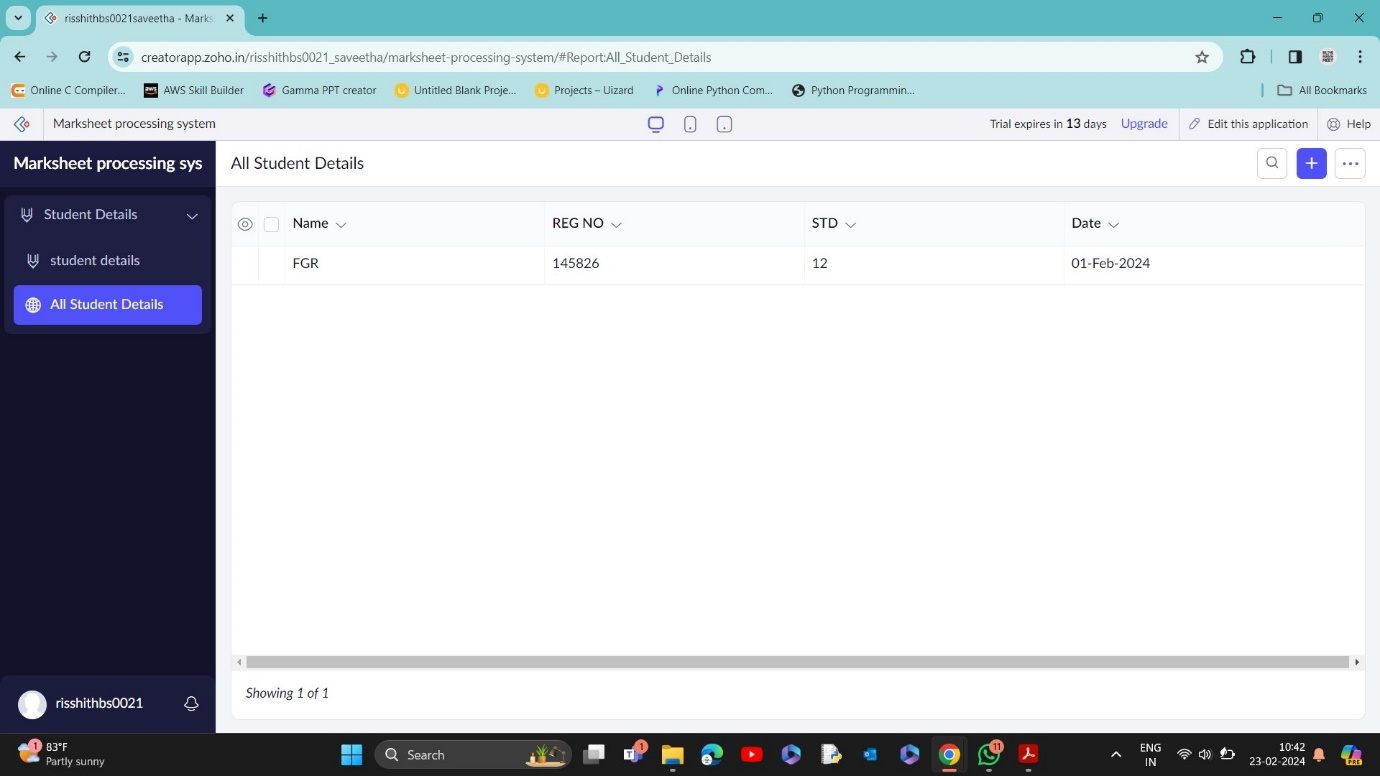 risshithbs0021saveetha - Marks
creatorapp.zoho.in/risshithbs0021_saveetha/marksheet-processing-system/#Report:All_Student_Details
Online C Compiler... AWS Skill Builder Gamma PPT creator Untitled Blank Proje... Projects – Uizard Online Python Com... Python Programmin... All Bookmarks
Marksheet processing system Trial expires in 13 days Upgrade Edit this application Help
Marksheet processing sys All Student Details
Student Details
student details
All Student Details
Name REG NO STD Date
FGR 145826 12 01-Feb-2024
Showing 1 of 1
risshithbs0021
1 83°F
Partly sunny
Search
1
11
ENG
IN
10:42
23-02-2024
PRE